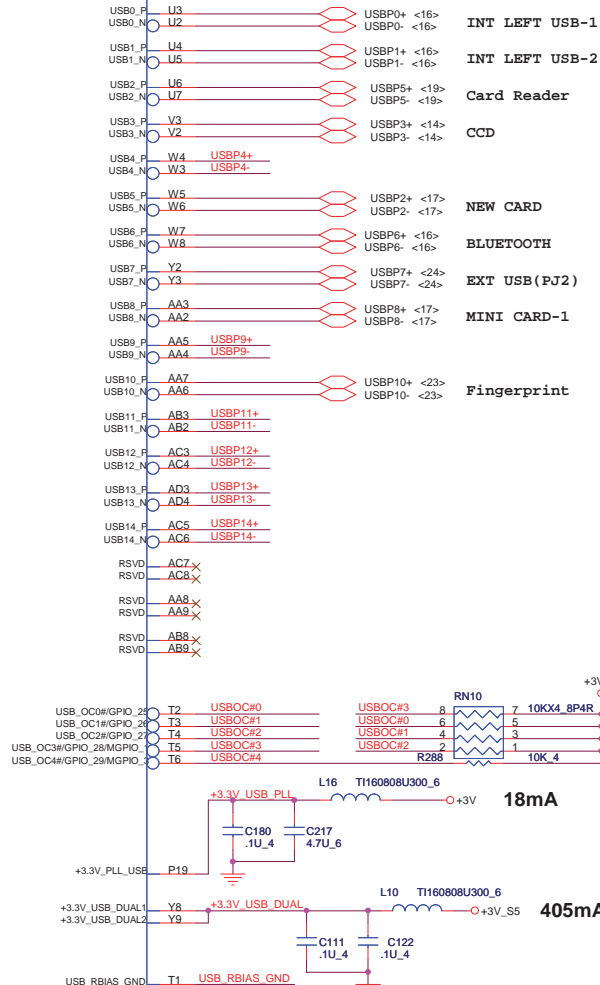 USB0_P U3 USBP0+ <16>
USB0_N U2 USBP0- <16> INT LEFT USB-1
USB1_P U4 USBP1+ <16>
USB1_N U5 USBP1- <16> INT LEFT USB-2
USB2_P U6 USBP5+ <19>
USB2_N U7 USBP5- <19> Card Reader
USB3_P V3 USBP3+ <14>
USB3_N V2 USBP3- <14> CCD
USB4_P W4 USBP4+
USB4_N W3 USBP4-
USB5_P W5 USBP2+ <17>
USB5_N W6 USBP2- <17> NEW CARD
USB6_P W7 USBP6+ <16>
USB6_N W8 USBP6- <16> BLUETOOTH
USB7_P Y2 USBP7+ <24>
USB7_N Y3 USBP7- <24> EXT USB(PJ2)
USB8_P AA3 USBP8+ <17>
USB8_N AA2 USBP8- <17> MINI CARD-1
USB9_P AA5 USBP9+
USB9_N AA4 USBP9-
USB10_P AA7 USBP10+ <23>
USB10_N AA6 USBP10- <23> Fingerprint
USB11_P AB3 USBP11+
USB11_N AB2 USBP11-
USB12_P AC3 USBP12+
USB12_N AC4 USBP12-
USB13_P AD3 USBP13+
USB13_N AD4 USBP13-
USB14_P AC5 USBP14+
USB14_N AC6 USBP14-
RSVD AC7
RSVD AC8
RSVD AA8
RSVD AA9
RSVD AB8
RSVD AB9
+3V
RN10
USB_OC0#/GPIO_25 T2 USBOC#0 USBOC#3 8 7 10KX4_8P4R
USB_OC1#/GPIO_26 T3 USBOC#1 USBOC#0 6 5
USB_OC2#/GPIO_27 T4 USBOC#2 USBOC#1 4 3
USB_OC3#/GPIO_28/MGPIO_ T5 USBOC#3 USBOC#2 2 1
USB_OC4#/GPIO_29/MGPIO_ T6 USBOC#4 R288 10K_4
L16 TI160808U300_6
+3.3V_USB_PLL +3V 18mA
C180 C217
.1U_4 4.7U_6
+3.3V_PLL_USB P19
L10 TI160808U300_6
+3.3V_USB_DUAL1 Y8 +3.3V_USB_DUAL +3V_S5 405mA
+3.3V_USB_DUAL2 Y9
C111 C122
.1U_4 .1U_4
USB_RBIAS_GND T1 USB_RBIAS_GND